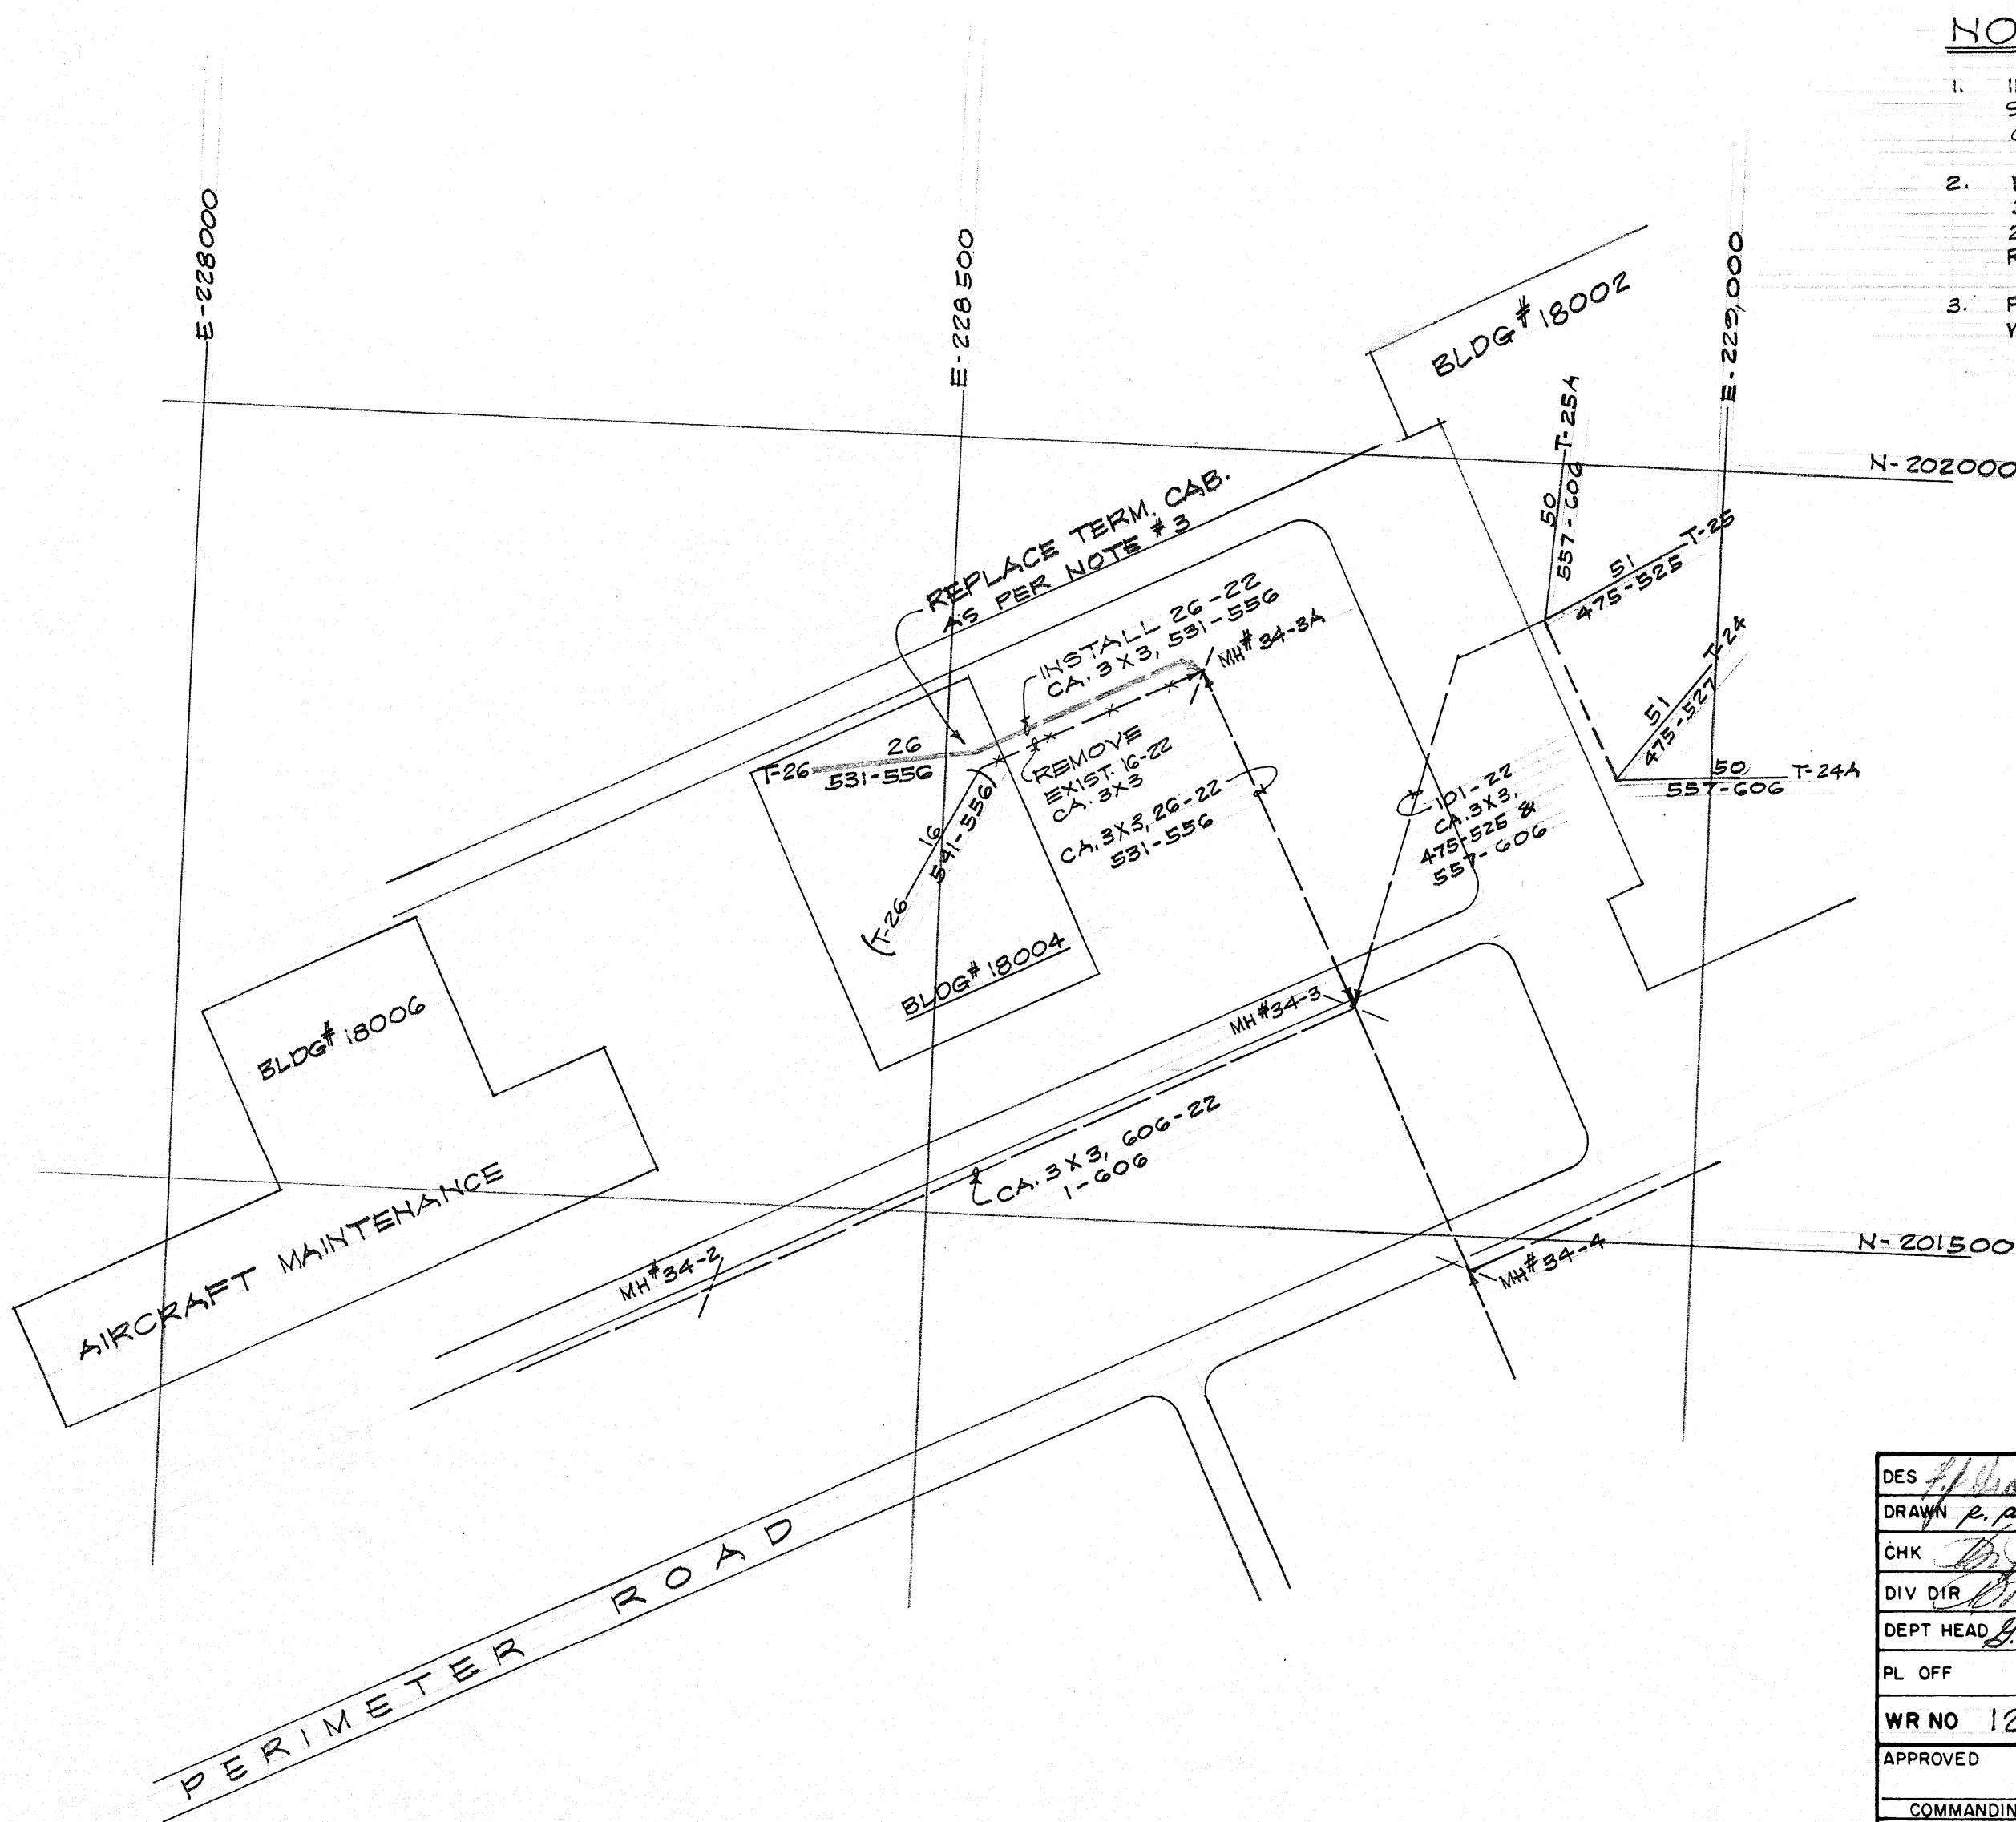 NO
1.
2.
3.
E-228000
E-228500
E-229,000
BLDG# 18002
N-202000
T-25A
50
557-606
T-25
51
475-525
T-24
51
475-527
50
557-606
T-24A
REPLACE TERM. CAB.
AS PER NOTE #3
INSTALL 26-22
CA. 3X3, 531-556
MH# 34-3A
T-26
26
531-556
REMOVE
EXIST. 16-22
CA. 3X3
CA. 3X3, 26-22
531-556
101-22
CA. 3X3,
475-525 &
557-606
16
541-556)
(T-26
BLDG# 18004
BLDG# 18006
MH #34-3
CA. 3X3, 606-22
1-606
AIRCRAFT MAINTENANCE
MH# 34-2
N-201500
MH# 34-4
PERIMETER ROAD
DES
DRAWN
CHK
DIV DIR
DEPT HEAD
PL OFF
WR NO 12
APPROVED
COMMANDIN